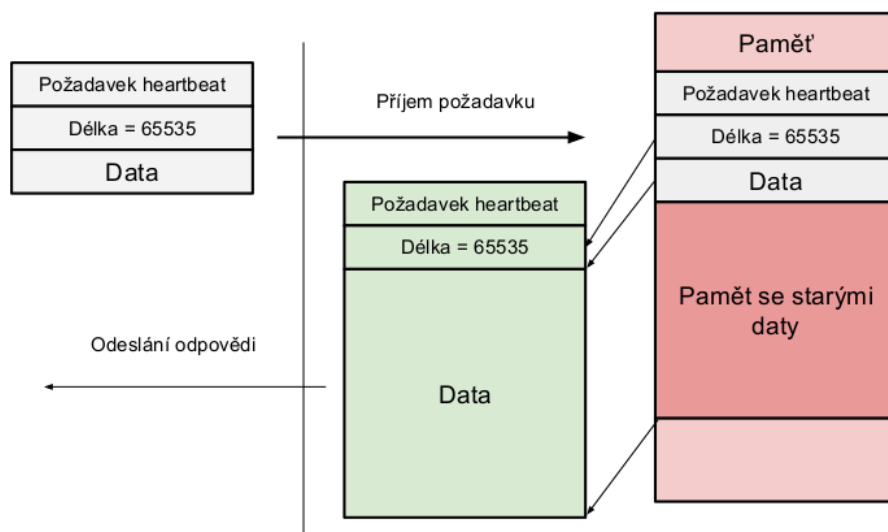 Požadavek heartbeat
Délka = 65535
Data
Příjem požadavku
Paměť
Požadavek heartbeat
Délka = 65535
Data
Pamět se starými
daty
Požadavek heartbeat
Délka = 65535
Data
Odeslání odpovědi